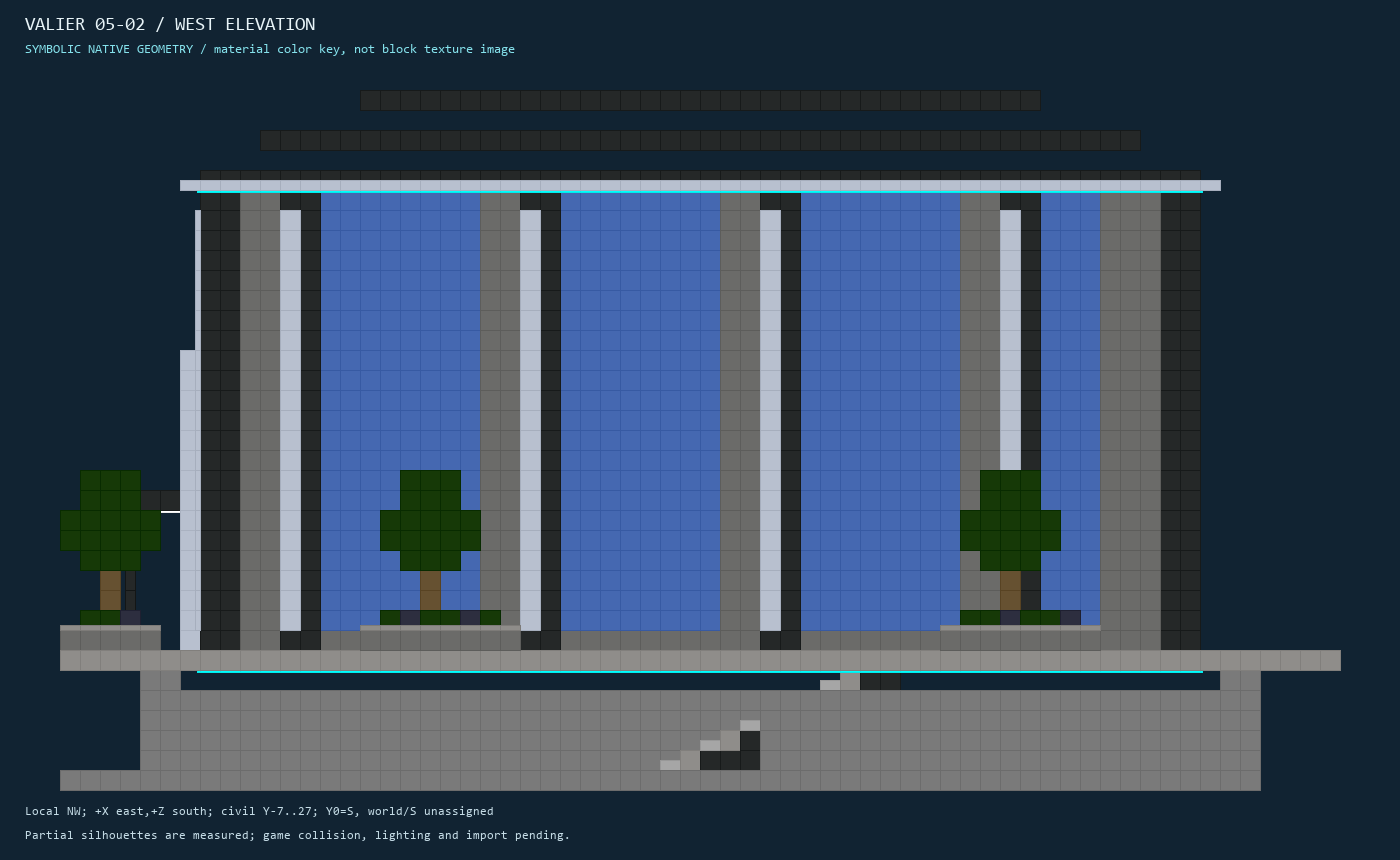 VALIER 05-02 / WEST ELEVATION
SYMBOLIC NATIVE GEOMETRY / material color key, not block texture image
Local NW; +X east,+Z south; civil Y-7..27; Y0=S, world/S unassigned
Partial silhouettes are measured; game collision, lighting and import pending.